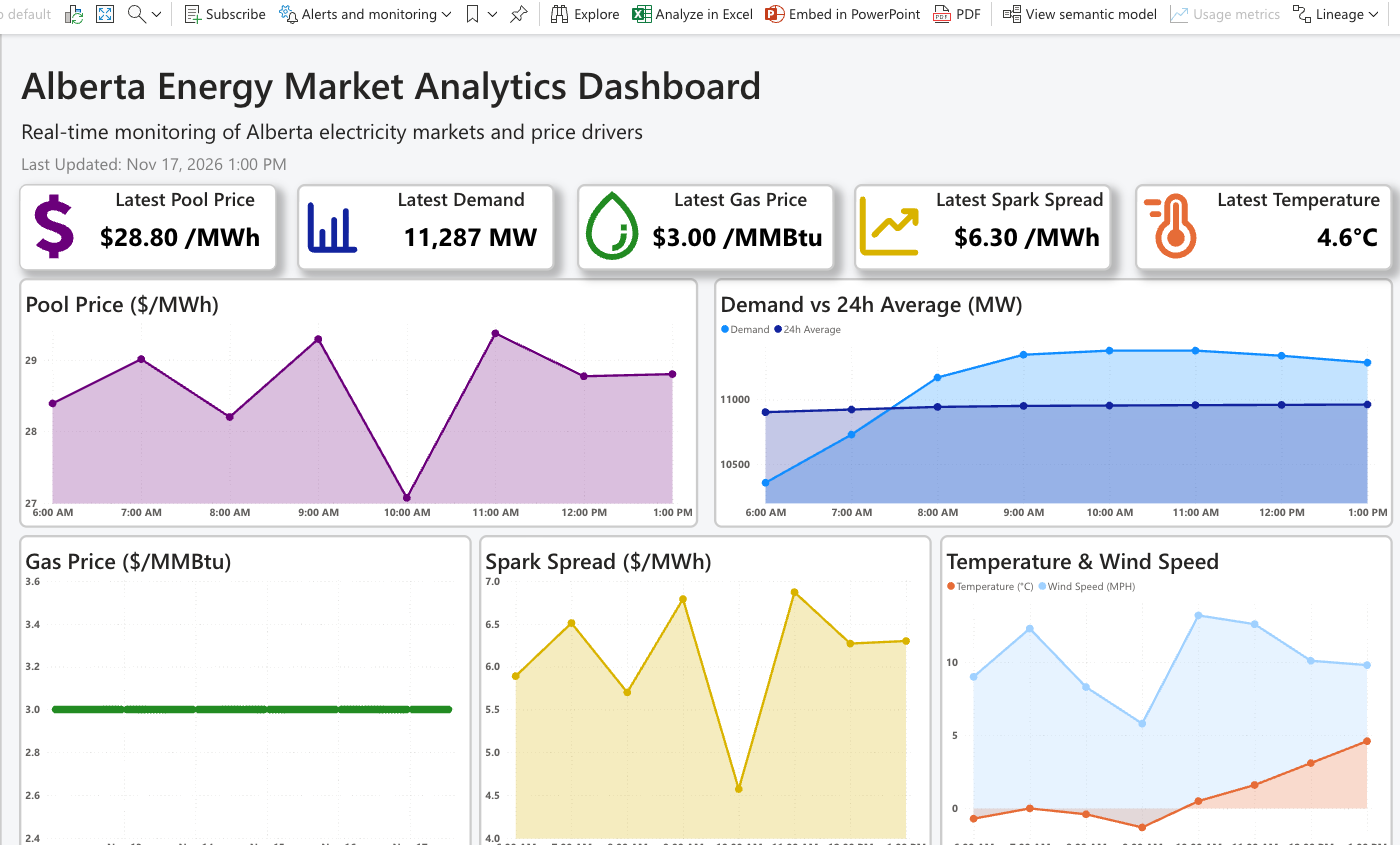 default Subscribe Alerts and monitoring Explore Analyze in Excel Embed in PowerPoint PDF View semantic model Usage metrics Lineage
Alberta Energy Market Analytics Dashboard
Real-time monitoring of Alberta electricity markets and price drivers
Last Updated: Nov 17, 2026 1:00 PM
Latest Pool Price
$28.80 /MWh
Latest Demand
11,287 MW
Latest Gas Price
$3.00 /MMBtu
Latest Spark Spread
$6.30 /MWh
Latest Temperature
4.6°C
Pool Price ($/MWh)
29
28
27
6:00 AM 7:00 AM 8:00 AM 9:00 AM 10:00 AM 11:00 AM 12:00 PM 1:00 PM
Demand vs 24h Average (MW)
Demand 24h Average
11000
10500
6:00 AM 7:00 AM 8:00 AM 9:00 AM 10:00 AM 11:00 AM 12:00 PM 1:00 PM
Gas Price ($/MMBtu)
3.6
3.4
3.2
3.0
2.8
2.6
2.4
Spark Spread ($/MWh)
7.0
6.5
6.0
5.5
5.0
4.5
4.0
Temperature & Wind Speed
Temperature (°C) Wind Speed (MPH)
10
5
0